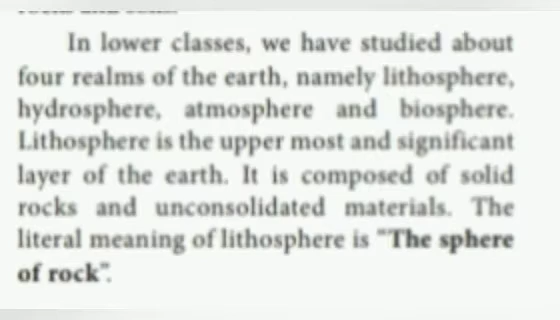 In lower classes, we have studied about
four realms of the earth, namely lithosphere,
hydrosphere, atmosphere and biosphere.
Lithosphere is the upper most and significant
layer of the earth. It is composed of solid
rocks and unconsolidated materials. The
literal meaning of lithosphere is "The sphere
of rock".